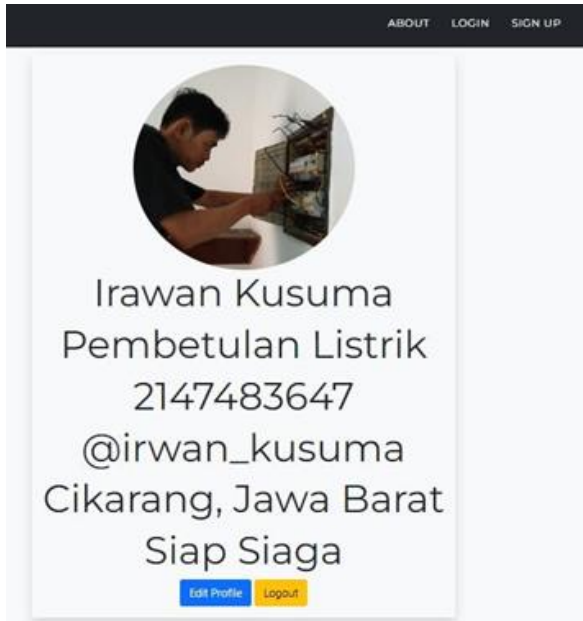 ABOUT LOGIN SIGN UP
Irawan Kusuma
Pembetulan Listrik
2147483647
@irwan_kusuma
Cikarang, Jawa Barat
Siap Siaga
Edit Profile Logout